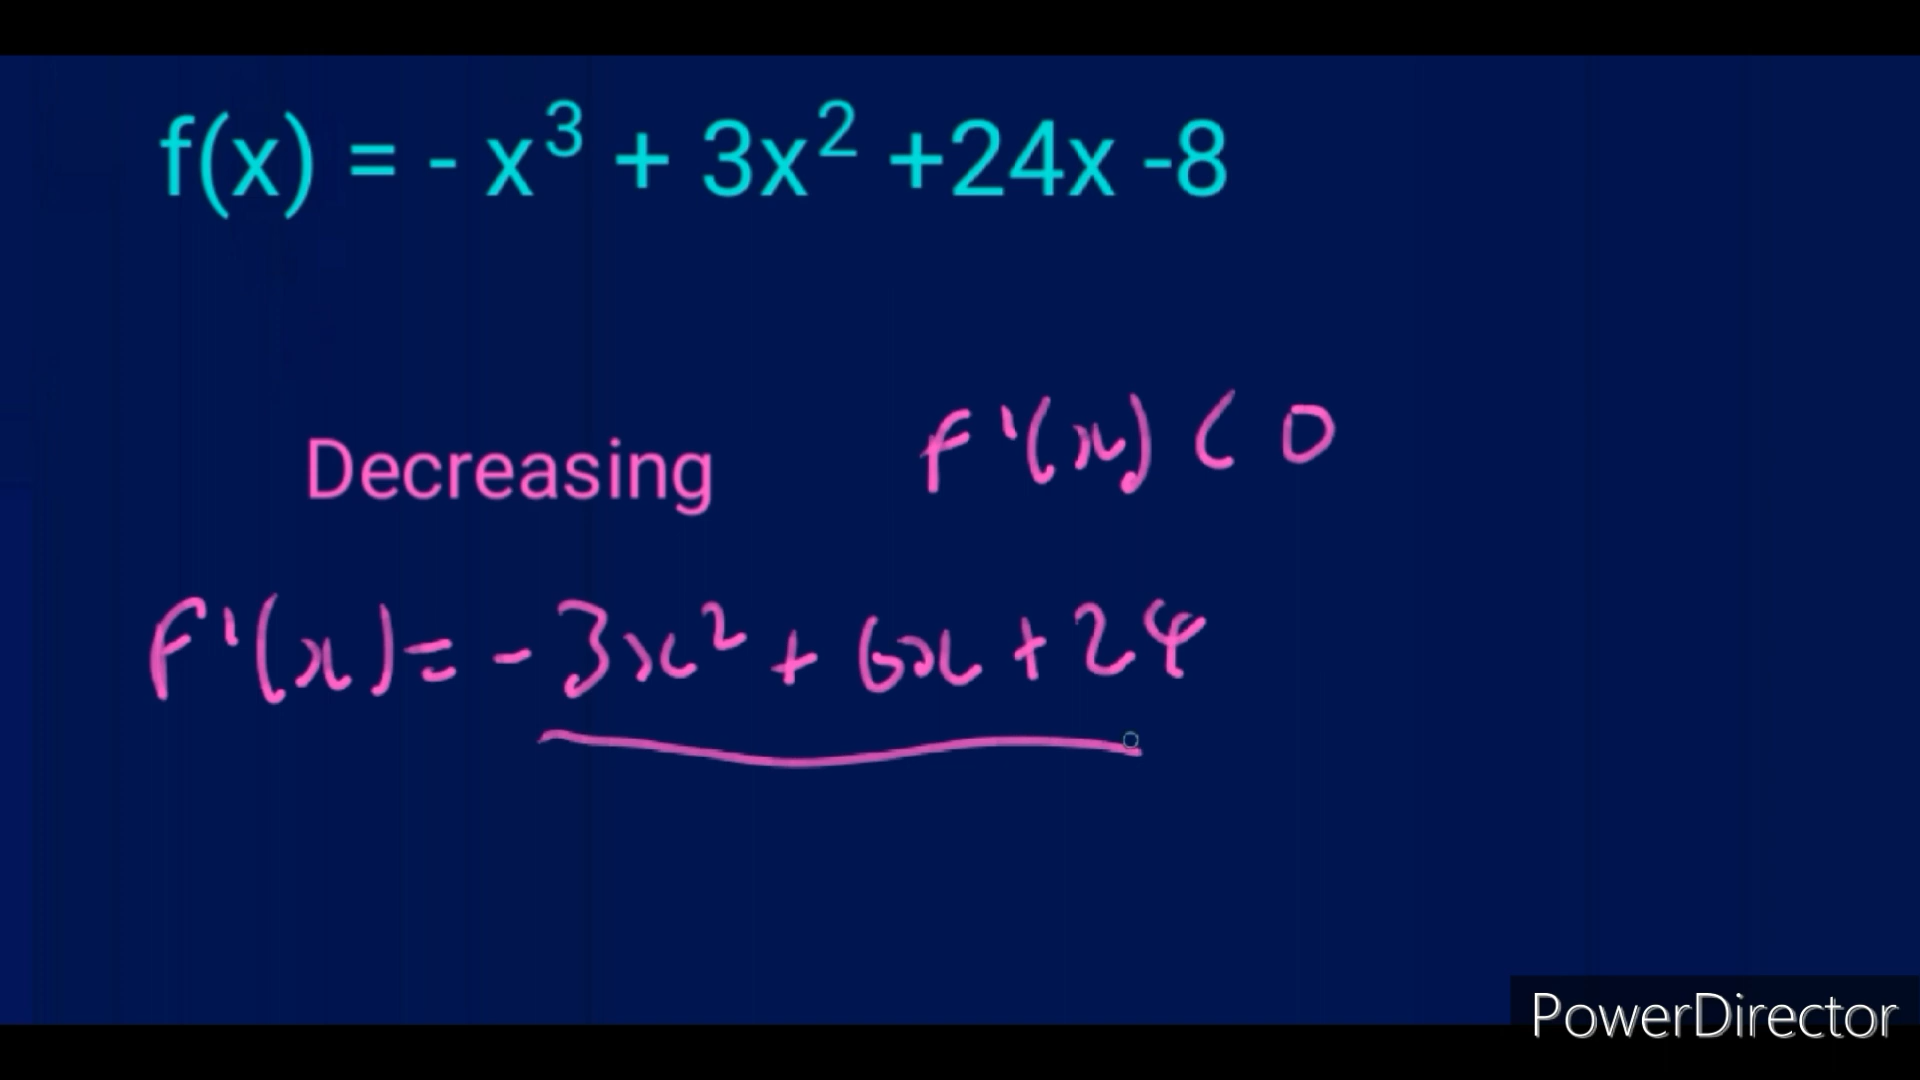 f(x) = - x³ + 3x² +24x -8
Decreasing f'(x) < 0
f'(x) = - 3x² + 6x + 24
PowerDirector